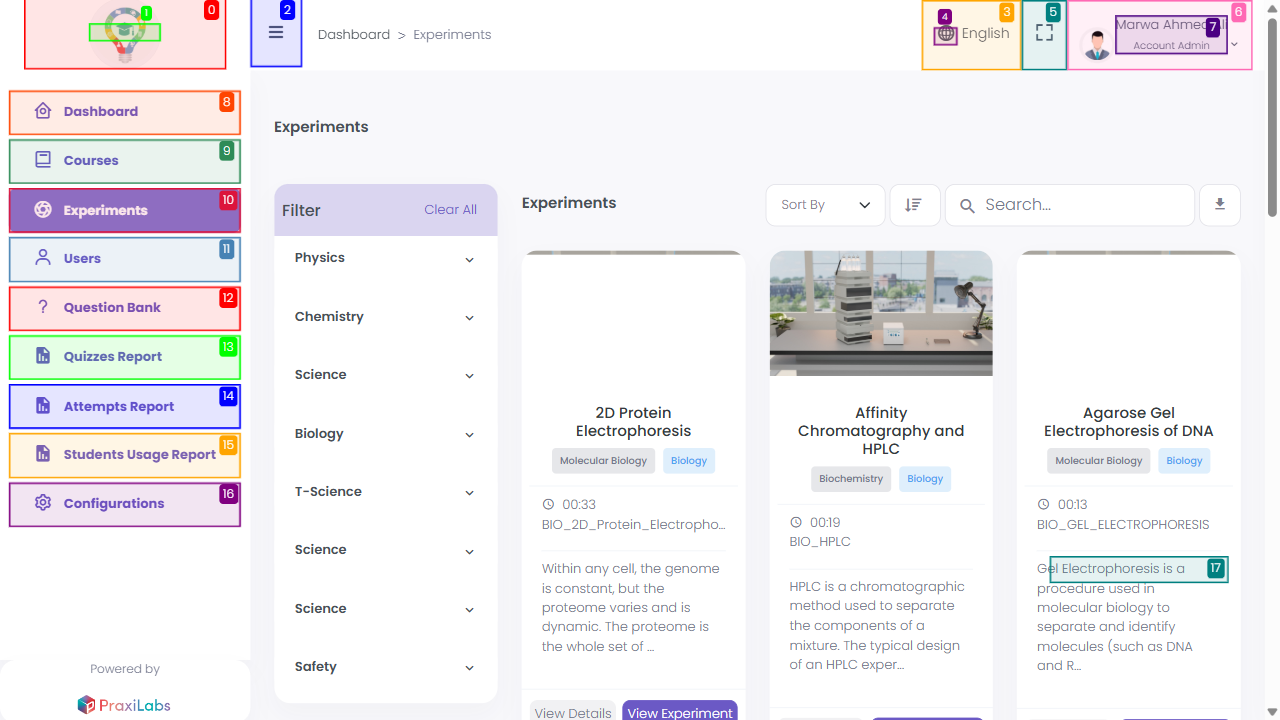 Dashboard > Experiments
English
Account Admin
Dashboard
Courses
Experiments
Users
Question Bank
Quizzes Report
Attempts Report
Students Usage Report
Configurations
Powered by
PraxiLabs
0
1
2
3
4
5
6
7
8
9
10
11
12
13
14
15
16
17
Marwa Ahmed
Experiments
Filter
Clear All
Physics
Chemistry
Science
Biology
T-Science
Science
Science
Safety
Experiments
Sort By
Search...
2D Protein
Electrophoresis
Molecular Biology
Biology
00:33
BIO_2D_Protein_Electropho...
Within any cell, the genome
is constant, but the
proteome varies and is
dynamic. The proteome is
the whole set of ...
View Details
View Experiment
Affinity
Chromatography and
HPLC
Biochemistry
Biology
00:19
BIO_HPLC
HPLC is a chromatographic
method used to separate
the components of a
mixture. The typical design
of an HPLC exper...
Agarose Gel
Electrophoresis of DNA
Molecular Biology
Biology
00:13
BIO_GEL_ELECTROPHORESIS
Gel Electrophoresis is a
procedure used in
molecular biology to
separate and identify
molecules (such as DNA
and R...